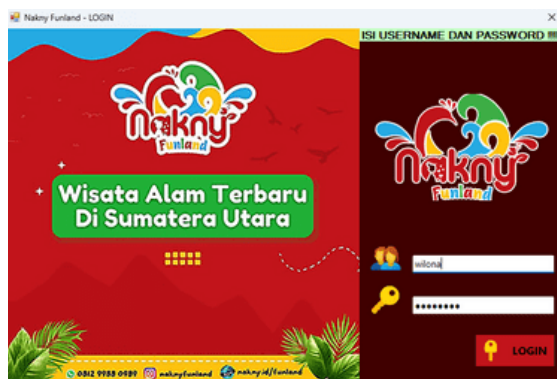 Nakny Funland - LOGIN
ISI USERNAME DAN PASSWORD !!!
Nakny
Funland
Wisata Alam Terbaru
Di Sumatera Utara
0812 9988 0989 naknyfunland nakny.id/funland
Nakny
Funland
wilona
LOGIN